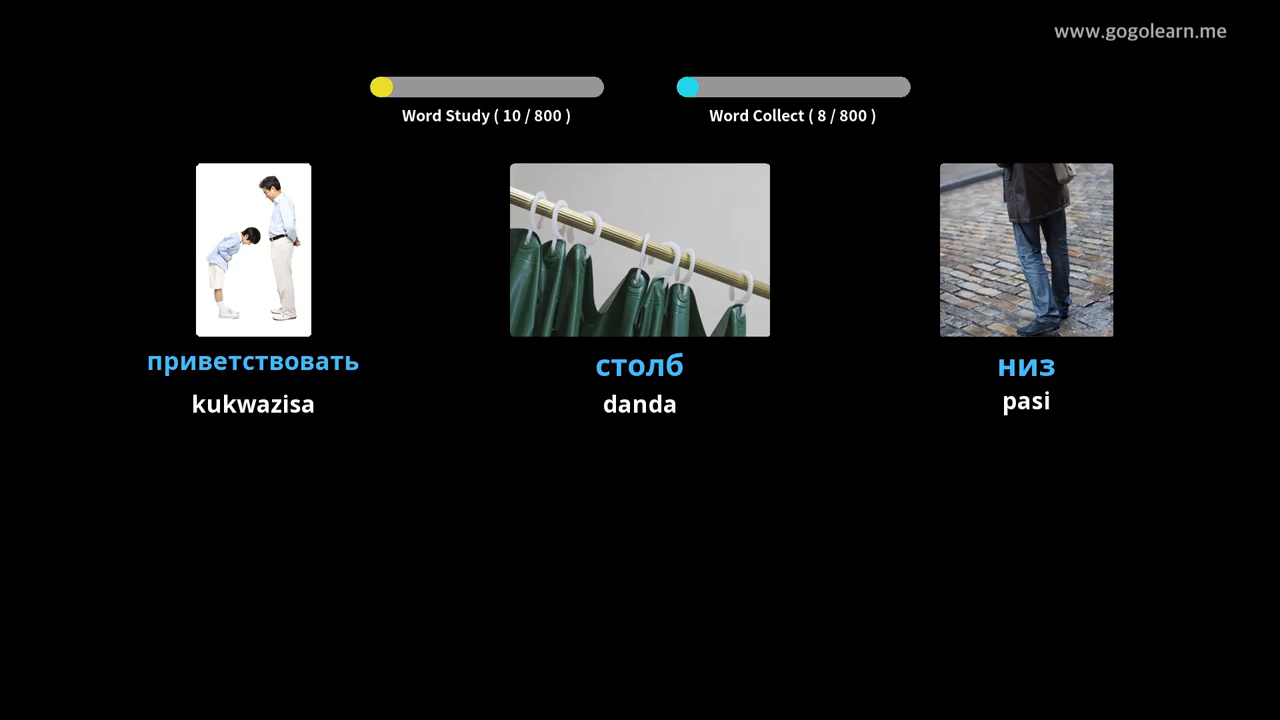 www.gogolearn.me
Word Study ( 10 / 800 )
Word Collect ( 8 / 800 )
приветствовать
столб
низ
kukwazisa
danda
pasi